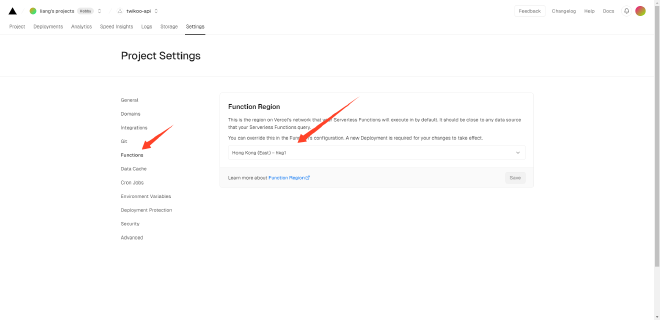 kang's projects Hobby twikoo-api Feedback Changelog Help Docs
Project Deployments Analytics Speed Insights Logs Storage Settings
Project Settings
General
Domains
Integrations
Git
Functions
Data Cache
Cron Jobs
Environment Variables
Deployment Protection
Security
Advanced
Function Region
This is the region on Vercel's network that your Serverless Functions will execute in by default. It should be close to any data source
that your Serverless Functions query.
You can override this in the Function's configuration. A new Deployment is required for your changes to take effect.
Hong Kong (East) - hkg1
Learn more about Function Region
Save